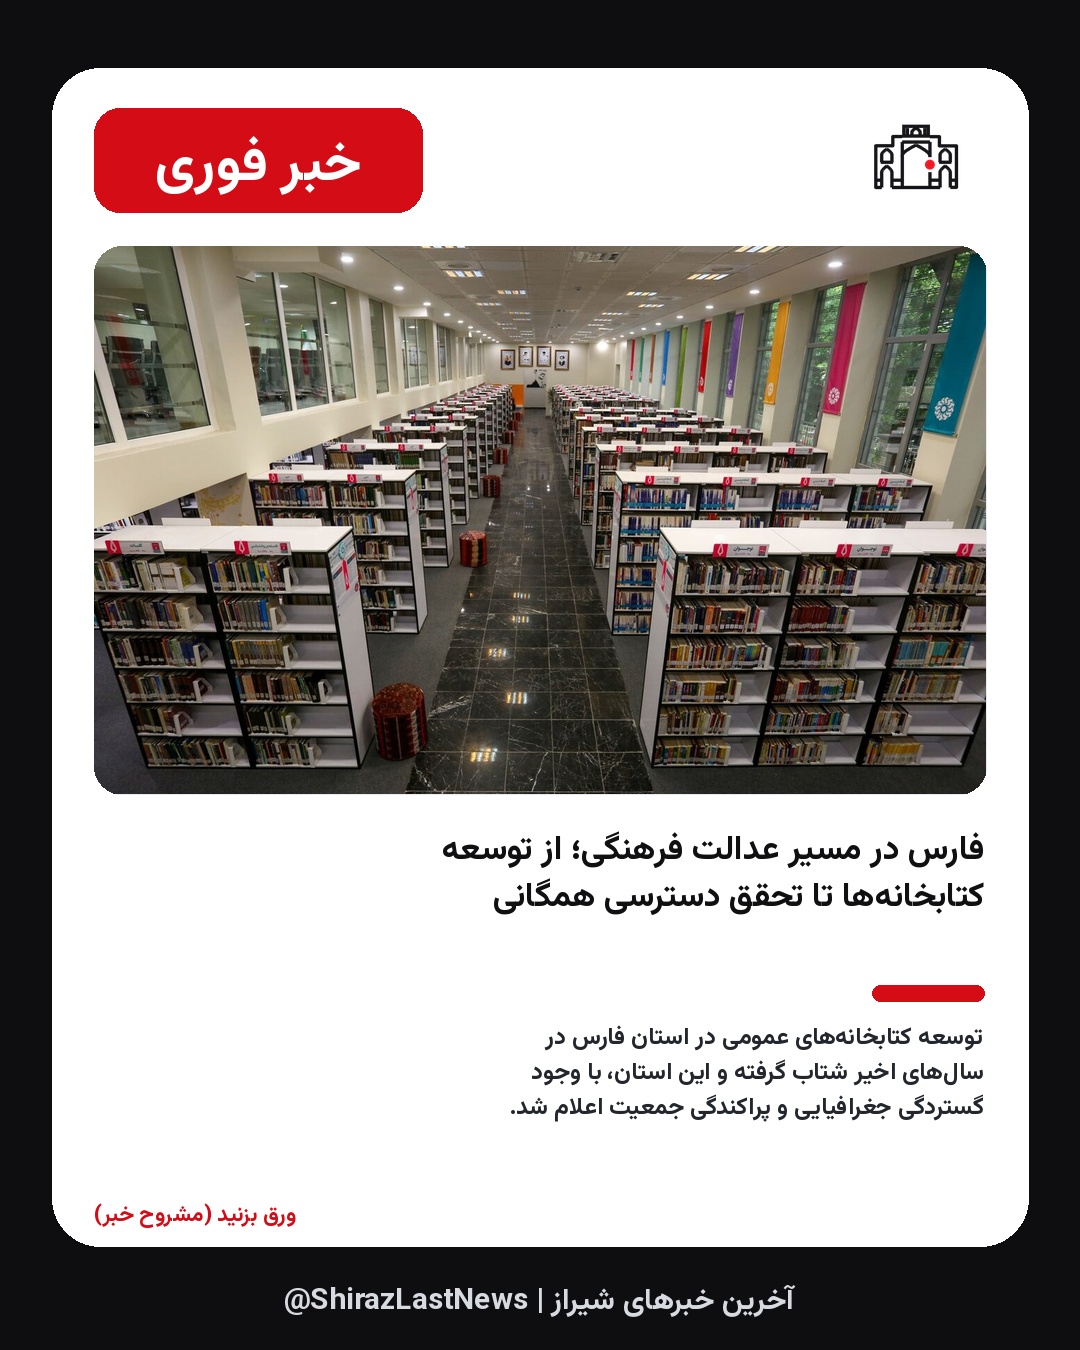 خبر فوری
نوجوان
نوجوان
فارس در مسیر عدالت فرهنگی؛ از توسعه
کتابخانه‌ها تا تحقق دسترسی همگانی
توسعه کتابخانه‌های عمومی در استان فارس در
سال‌های اخیر شتاب گرفته و این استان، با وجود
گستردگی جغرافیایی و پراکندگی جمعیت اعلام شد.
ورق بزنید (مشروح خبر)
آخرین خبرهای شیراز | @ShirazLastNews